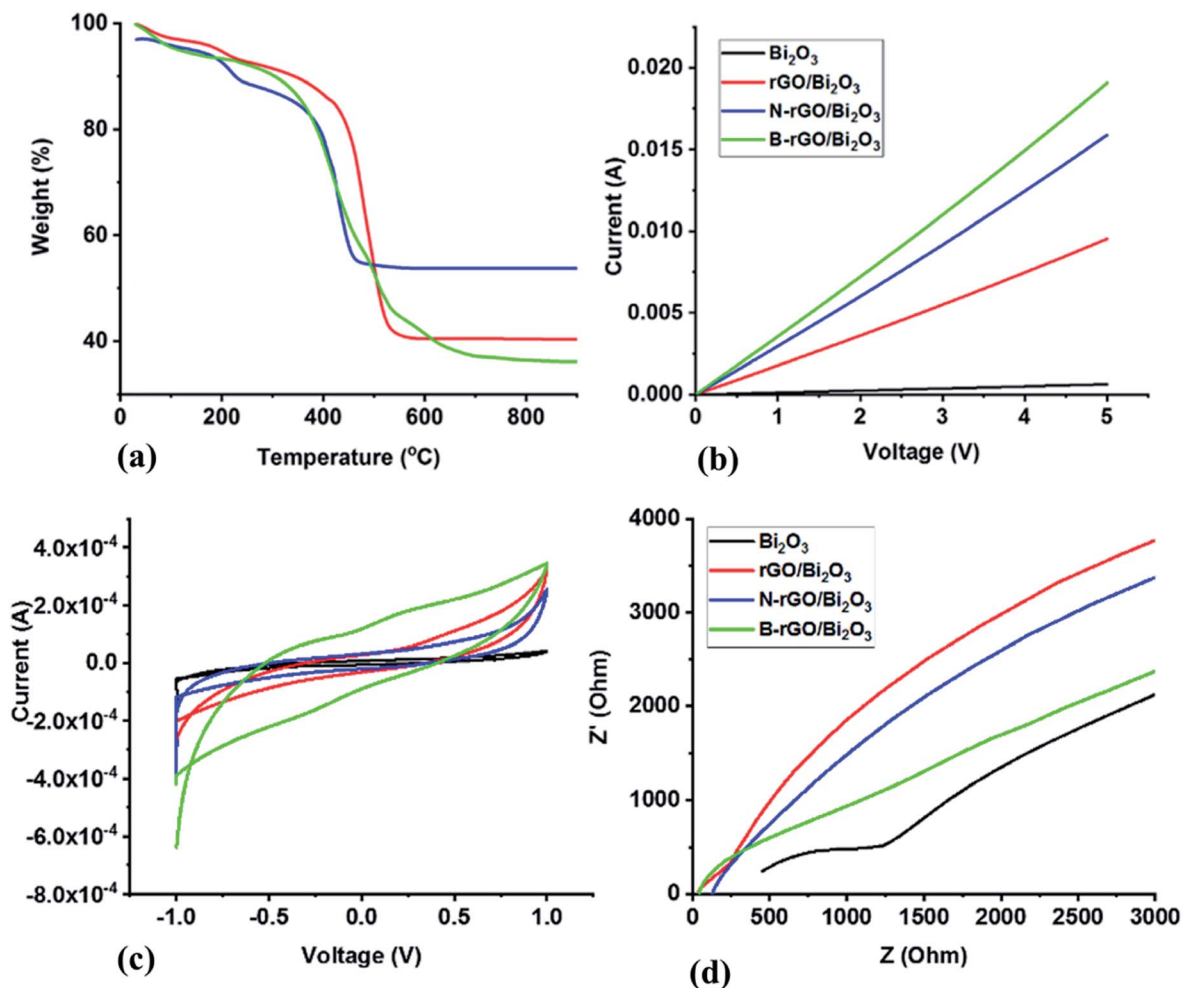 100
80
60
40
Weight (%)
0
200
400
600
800
Temperature (°C)
(a)
0.020
0.015
0.010
0.005
0.000
Current (A)
Bi₂O₃
rGO/Bi₂O₃
N-rGO/Bi₂O₃
B-rGO/Bi₂O₃
0
1
2
3
4
5
Voltage (V)
(b)
4.0x10⁻⁴
2.0x10⁻⁴
0.0
-2.0x10⁻⁴
-4.0x10⁻⁴
-6.0x10⁻⁴
-8.0x10⁻⁴
Current (A)
-1.0
-0.5
0.0
0.5
1.0
Voltage (V)
(c)
4000
3000
2000
1000
0
Z' (Ohm)
Bi₂O₃
rGO/Bi₂O₃
N-rGO/Bi₂O₃
B-rGO/Bi₂O₃
0
500
1000
1500
2000
2500
3000
Z (Ohm)
(d)